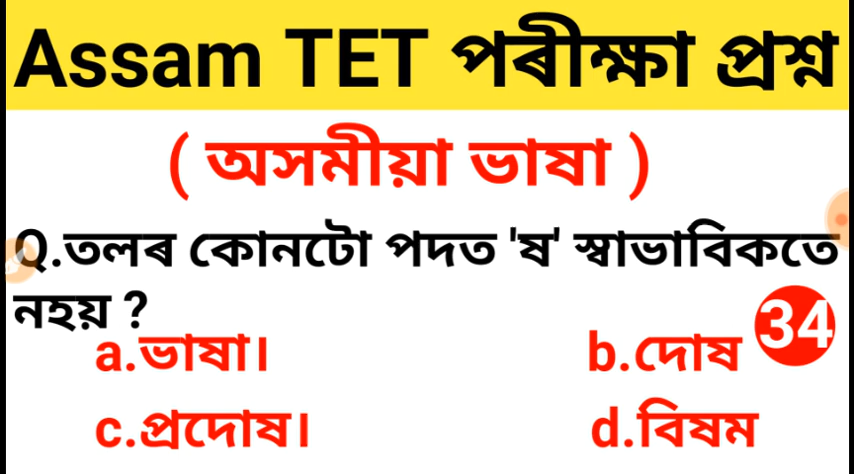 Assam TET পৰীক্ষা প্ৰশ্ন
( অসমীয়া ভাষা )
Q.তলৰ কোনটো পদত 'ষ' স্বাভাবিকতে
নহয় ?
34
a.ভাষা। b.দোষ
c.প্ৰদোষ। d.বিষম